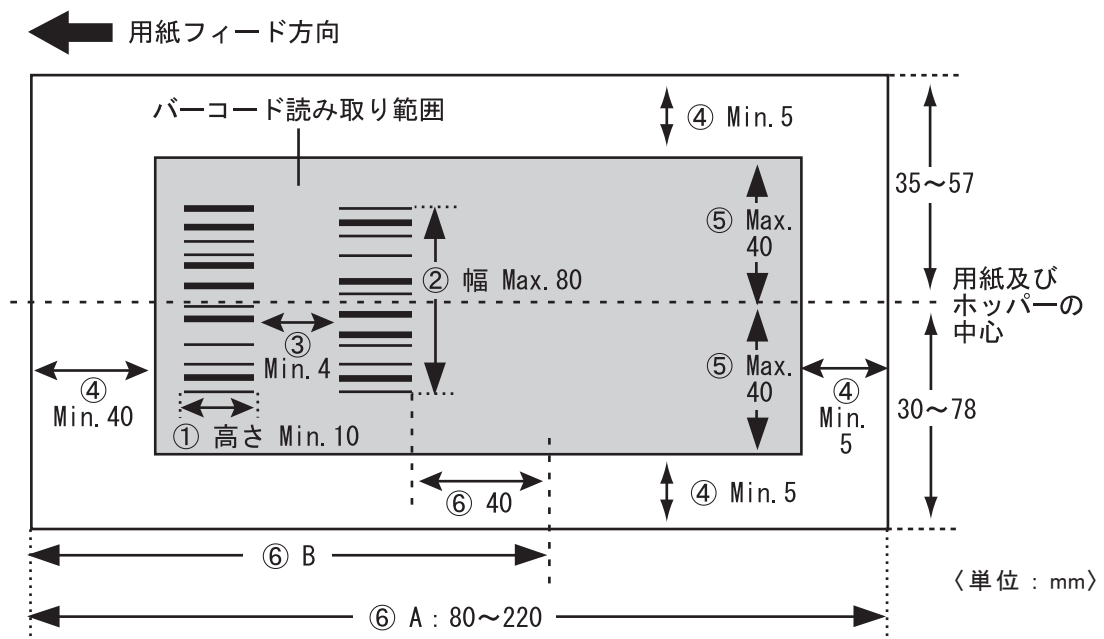 用紙フィード方向
バーコード読み取り範囲
④ Min. 5
35～57
⑤ Max.
40
② 幅 Max. 80
用紙及び
ホッパーの
中心
③
Min. 4
⑤ Max.
40
④
Min. 40
④
Min.
5
30～78
① 高さ Min. 10
⑥ 40
④ Min. 5
⑥ B
〈単位 : mm〉
⑥ A : 80～220